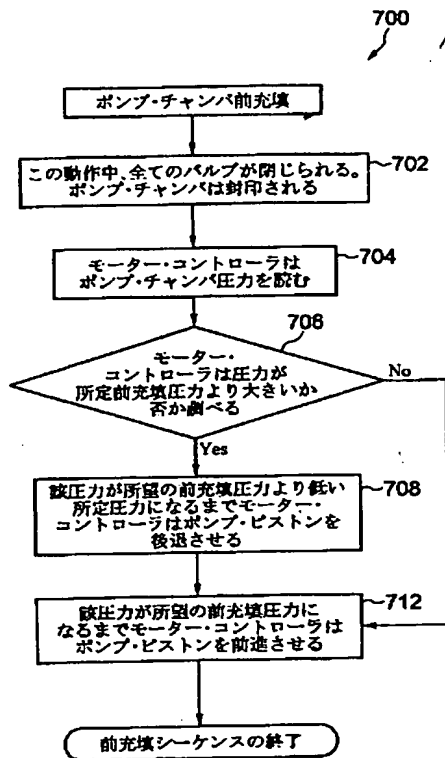 700
ポンプ・チャンバ前充填
この動作中、全てのバルブが閉じられる。
ポンプ・チャンバは封印される
702
モーター・コントローラは
ポンプ・チャンバ圧力を読む
704
706
モーター・
コントローラは圧力が
所定前充填圧力より大きいか
否か調べる
No
Yes
該圧力が所望の前充填圧力より低い
所定圧力になるまでモーター・
コントローラはポンプ・ピストンを
後退させる
708
該圧力が所望の前充填圧力に
なるまでモーター・コントローラは
ポンプ・ピストンを前進させる
712
前充填シーケンスの終了